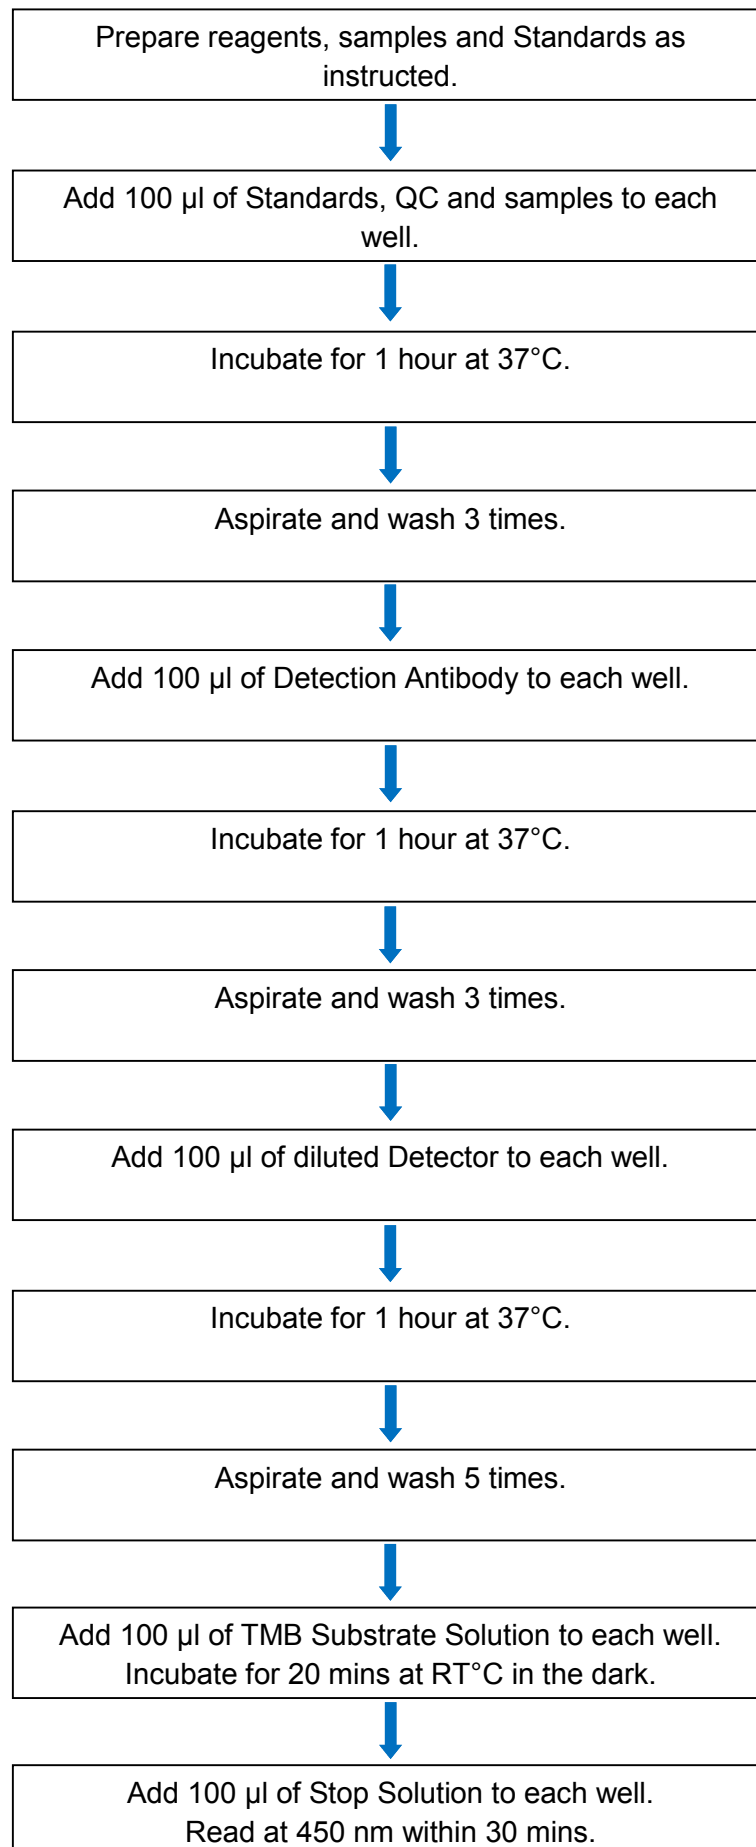 Prepare reagents, samples and Standards as
instructed.
Add 100 µl of Standards, QC and samples to each
well.
Incubate for 1 hour at 37°C.
Aspirate and wash 3 times.
Add 100 µl of Detection Antibody to each well.
Incubate for 1 hour at 37°C.
Aspirate and wash 3 times.
Add 100 µl of diluted Detector to each well.
Incubate for 1 hour at 37°C.
Aspirate and wash 5 times.
Add 100 µl of TMB Substrate Solution to each well.
Incubate for 20 mins at RT°C in the dark.
Add 100 µl of Stop Solution to each well.
Read at 450 nm within 30 mins.